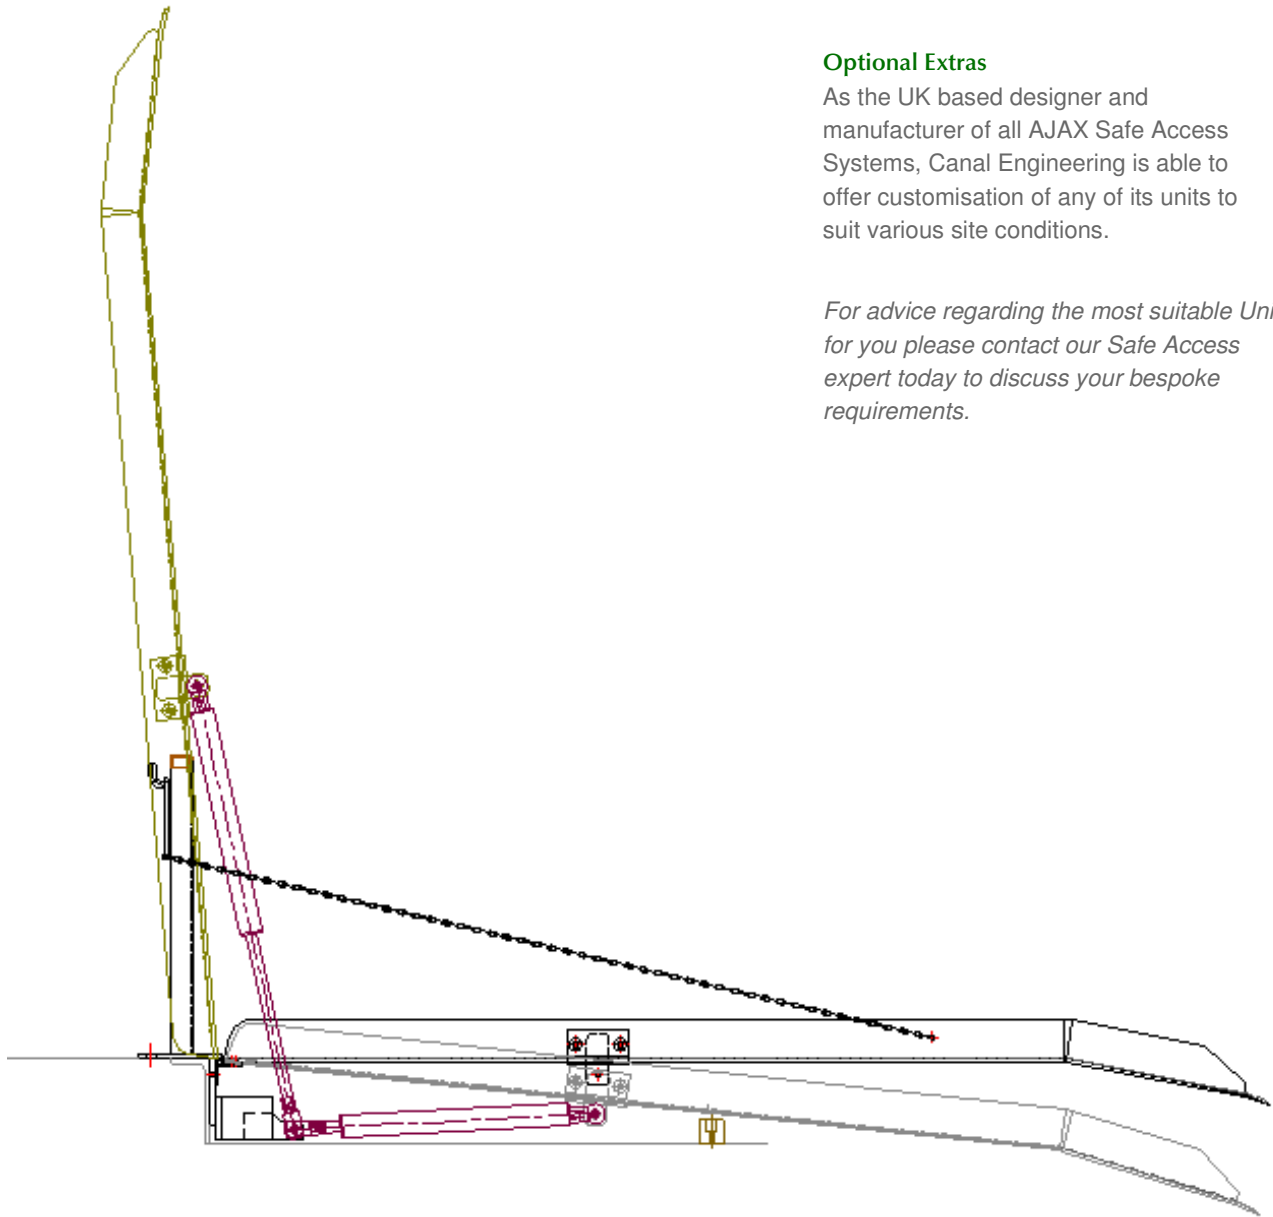 Optional Extras
As the UK based designer and
manufacturer of all AJAX Safe Access
Systems, Canal Engineering is able to
offer customisation of any of its units to
suit various site conditions.
For advice regarding the most suitable Uni
for you please contact our Safe Access
expert today to discuss your bespoke
requirements.